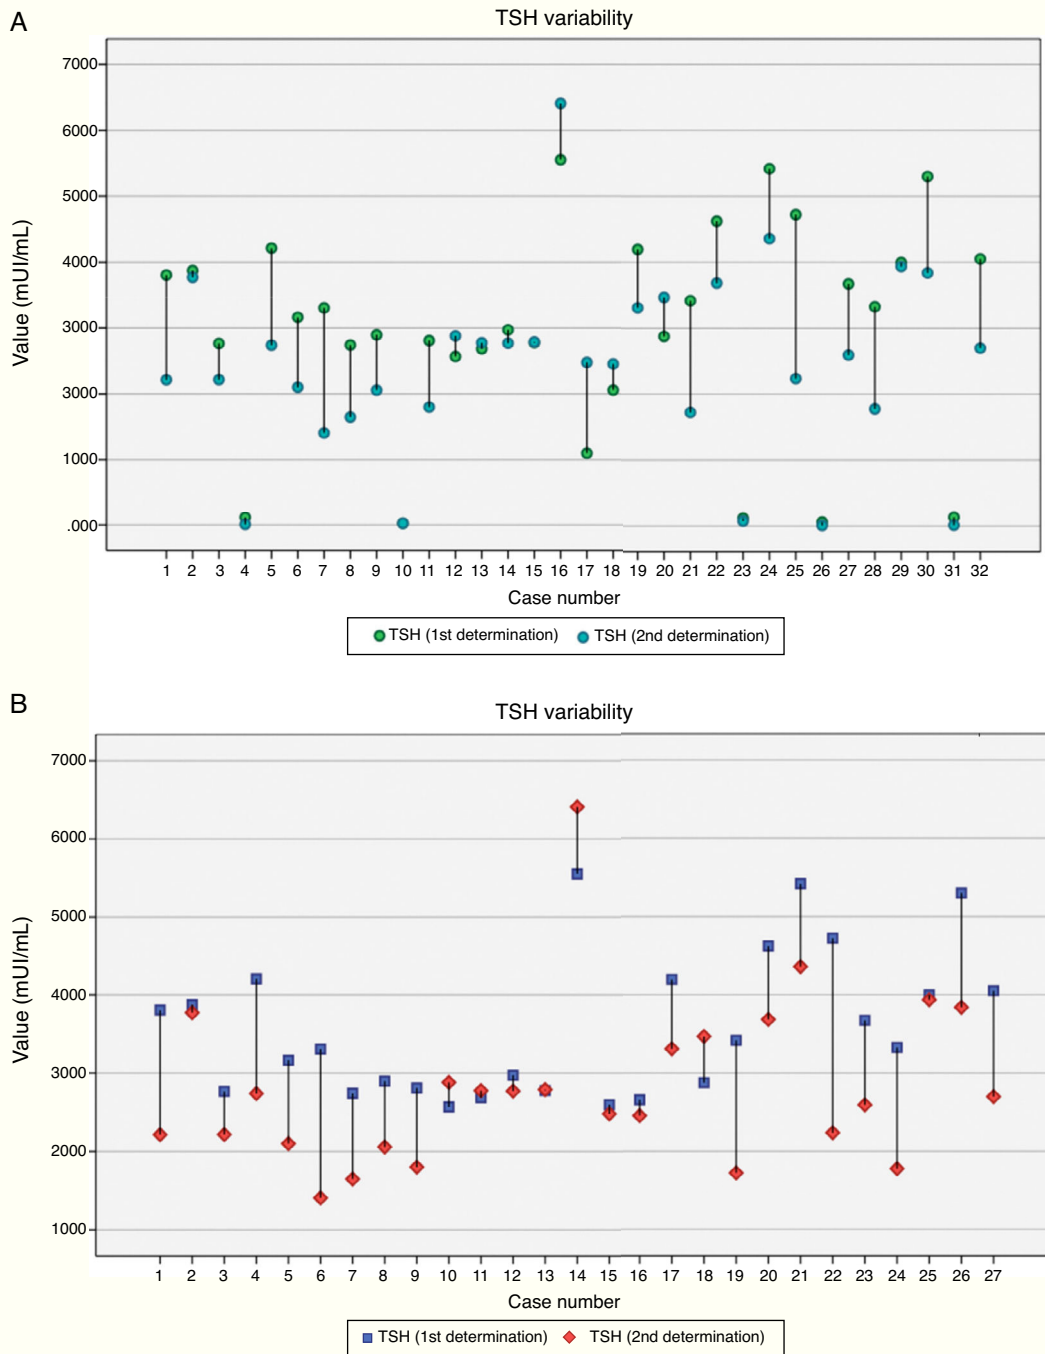 A
TSH variability
Value (mUI/mL)
7000
6000
5000
4000
3000
3000
1000
.000
1 2 3 4 5 6 7 8 9 10 11 12 13 14 15 16 17 18 19 20 21 22 23 24 25 26 27 28 29 30 31 32
Case number
TSH (1st determination) TSH (2nd determination)
B
TSH variability
Value (mUI/mL)
7000
6000
5000
4000
3000
2000
1000
1 2 3 4 5 6 7 8 9 10 11 12 13 14 15 16 17 18 19 20 21 22 23 24 25 26 27
Case number
TSH (1st determination) TSH (2nd determination)